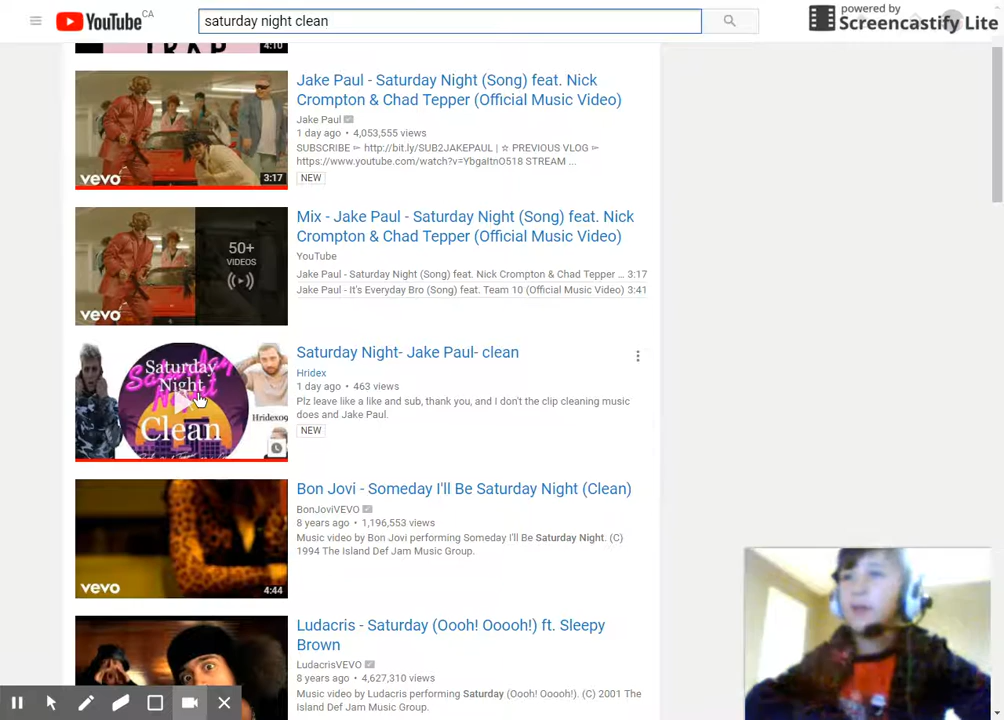 YouTube CA
saturday night clean
powered by
Screencastify Lite
TRAP
4:10
Jake Paul - Saturday Night (Song) feat. Nick
Crompton & Chad Tepper (Official Music Video)
Jake Paul
1 day ago • 4,053,555 views
SUBSCRIBE ► http://bit.ly/SUB2JAKEPAUL | ☆ PREVIOUS VLOG ►
https://www.youtube.com/watch?v=YbgaItnO518 STREAM ...
NEW
vevo
3:17
Mix - Jake Paul - Saturday Night (Song) feat. Nick
Crompton & Chad Tepper (Official Music Video)
YouTube
Jake Paul - Saturday Night (Song) feat. Nick Crompton & Chad Tepper ... 3:17
Jake Paul - It's Everyday Bro (Song) feat. Team 10 (Official Music Video) 3:41
50+
VIDEOS
vevo
Saturday Night- Jake Paul- clean
Hridex
1 day ago • 463 views
Plz leave like a like and sub, thank you, and I don't the clip cleaning music
does and Jake Paul.
NEW
Saturday
Night
Clean
Hridex09
Bon Jovi - Someday I'll Be Saturday Night (Clean)
BonJoviVEVO
8 years ago • 1,196,553 views
Music video by Bon Jovi performing Someday I'll Be Saturday Night. (C)
1994 The Island Def Jam Music Group.
vevo
4:44
Ludacris - Saturday (Oooh! Ooooh!) ft. Sleepy
Brown
LudacrisVEVO
8 years ago • 4,627,310 views
Music video by Ludacris performing Saturday (Oooh! Ooooh!). (C) 2001 The
Island Def Jam Music Group.